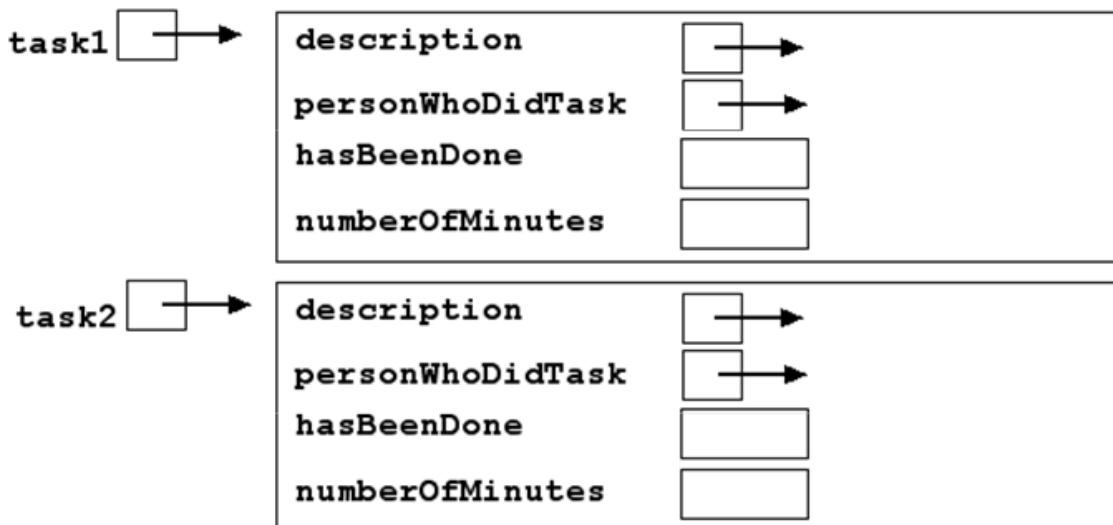 task1
description
personWhoDidTask
hasBeenDone
numberOfMinutes
task2
description
personWhoDidTask
hasBeenDone
numberOfMinutes